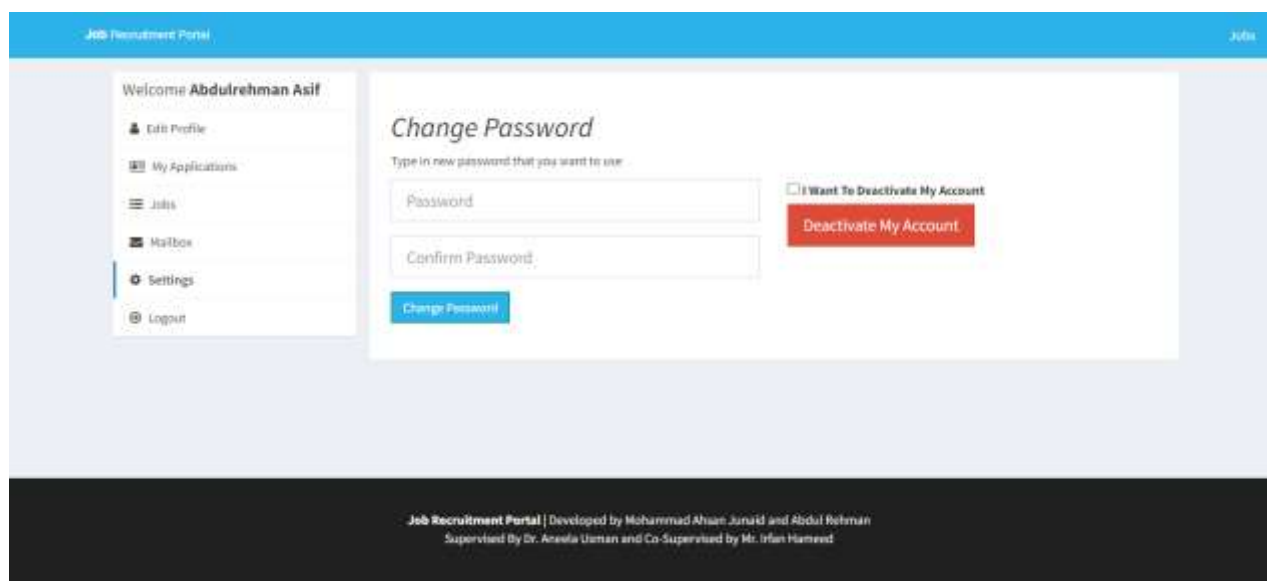 Job Recruitment Portal
Jobs
Welcome Abdulrehman Asif
Edit Profile
My Applications
Jobs
Mailbox
Settings
Logout
Change Password
Type in new password that you want to use
Password
Confirm Password
Change Password
I Want To Deactivate My Account
Deactivate My Account
Job Recruitment Portal | Developed by Mohammad Ahsan Junaid and Abdul Rehman
Supervised By Dr. Aneela Usman and Co-Supervised by Mr. Irfan Hameed